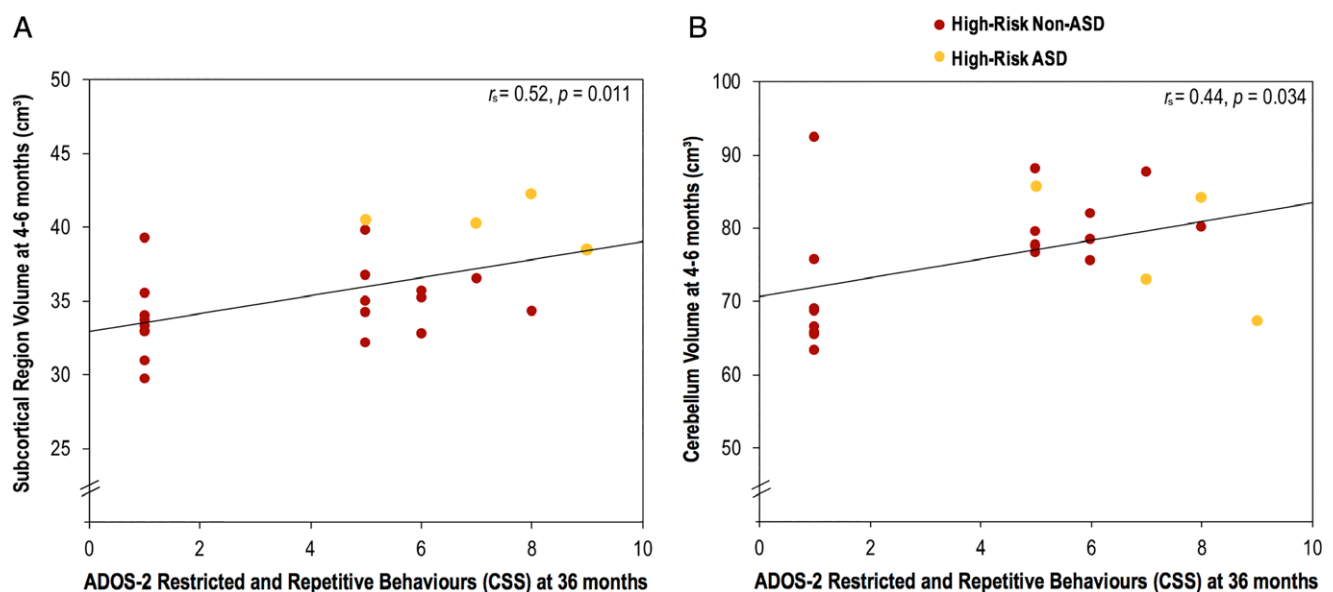 A
Subcortical Region Volume at 4-6 months (cm³)
50
45
40
35
30
25
rₛ = 0.52, p = 0.011
0 2 4 6 8 10
ADOS-2 Restricted and Repetitive Behaviours (CSS) at 36 months
B
High-Risk Non-ASD
High-Risk ASD
Cerebellum Volume at 4-6 months (cm³)
100
90
80
70
60
50
rₛ = 0.44, p = 0.034
0 2 4 6 8 10
ADOS-2 Restricted and Repetitive Behaviours (CSS) at 36 months